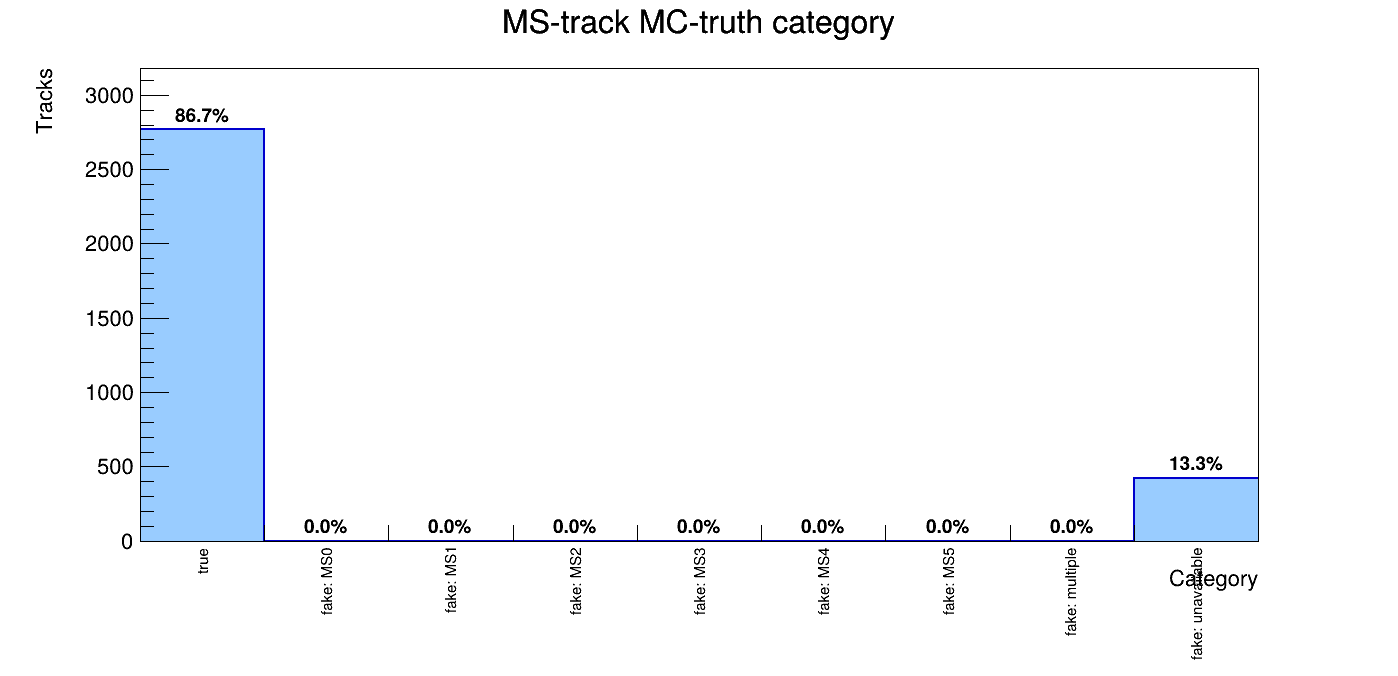 MS-track MC-truth category
Tracks
3000
2500
2000
1500
1000
500
0
86.7%
0.0%
0.0%
0.0%
0.0%
0.0%
0.0%
0.0%
13.3%
true
fake: MS0
fake: MS1
fake: MS2
fake: MS3
fake: MS4
fake: MS5
fake: multiple
fake: unavailable
Category